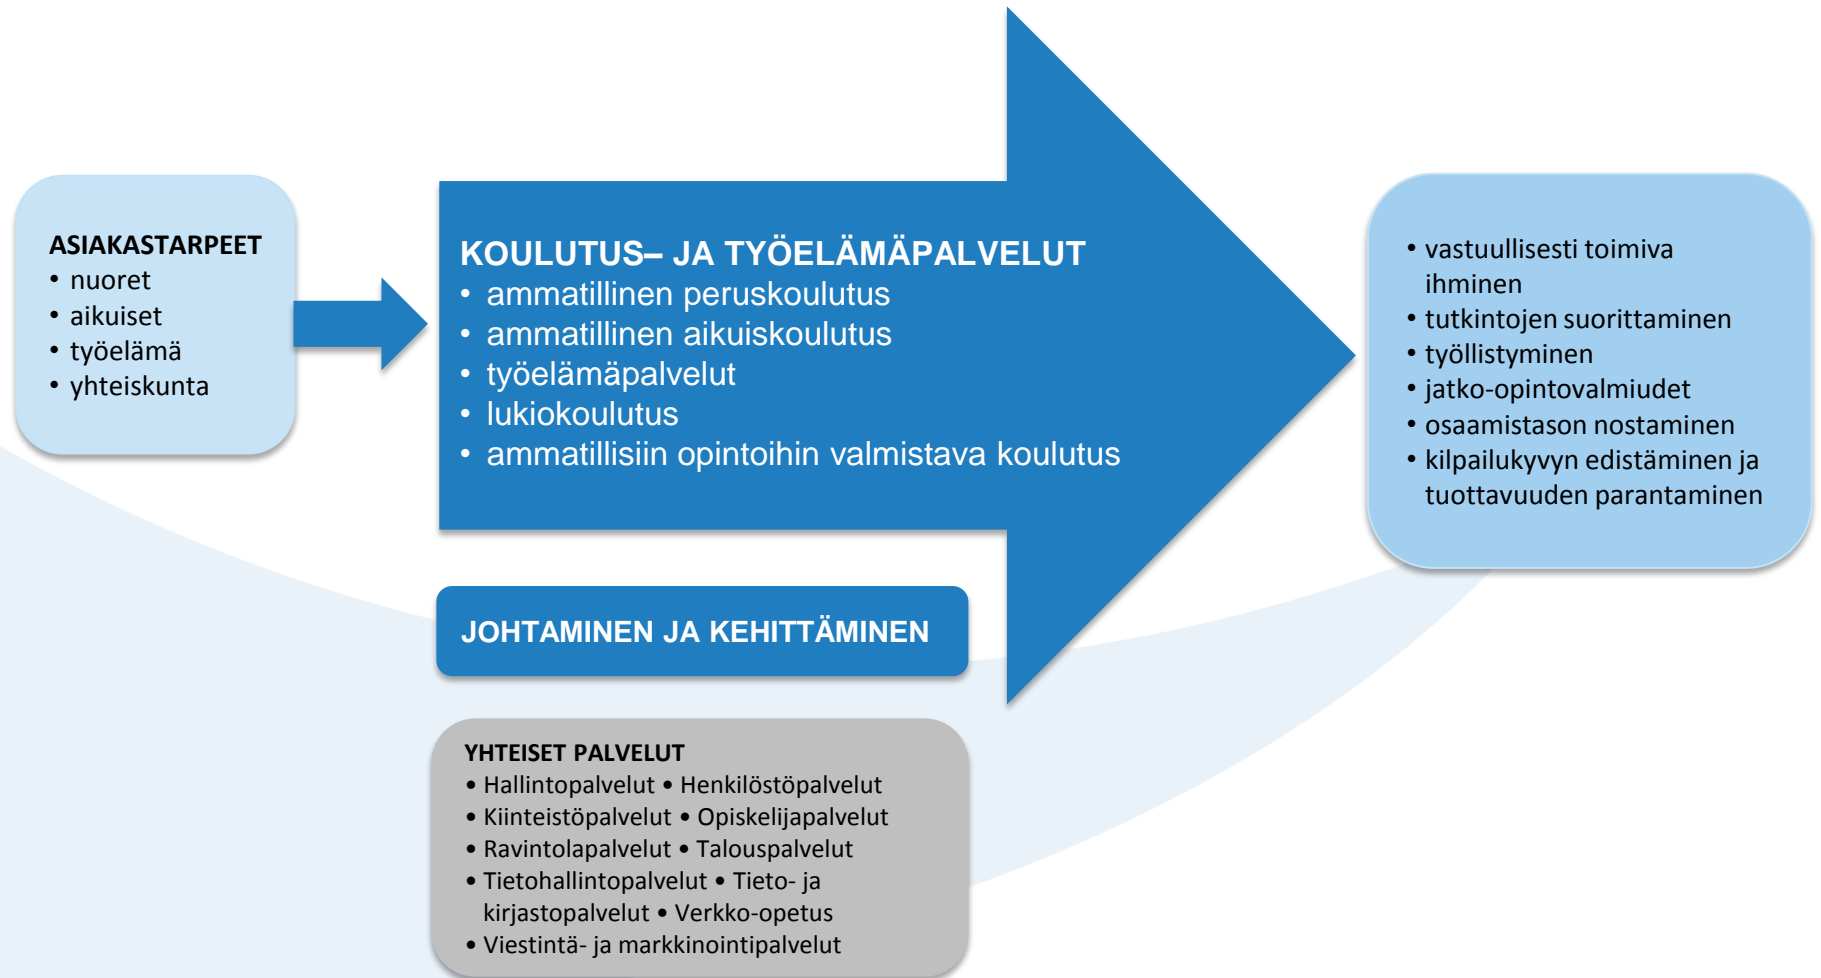 ASIAKASTARPEET
• nuoret
• aikuiset
• työelämä
• yhteiskunta
KOULUTUS– JA TYÖELÄMÄPALVELUT
• ammatillinen peruskoulutus
• ammatillinen aikuiskoulutus
• työelämäpalvelut
• lukiokoulutus
• ammatillisiin opintoihin valmistava koulutus
• vastuullisesti toimiva
ihminen
• tutkintojen suorittaminen
• työllistyminen
• jatko-opintovalmiudet
• osaamistason nostaminen
• kilpailukyvyn edistäminen ja
tuottavuuden parantaminen
JOHTAMINEN JA KEHITTÄMINEN
YHTEISET PALVELUT
• Hallintopalvelut • Henkilöstöpalvelut
• Kiinteistöpalvelut • Opiskelijapalvelut
• Ravintolapalvelut • Talouspalvelut
• Tietohallintopalvelut • Tieto- ja
kirjastopalvelut • Verkko-opetus
• Viestintä- ja markkinointipalvelut